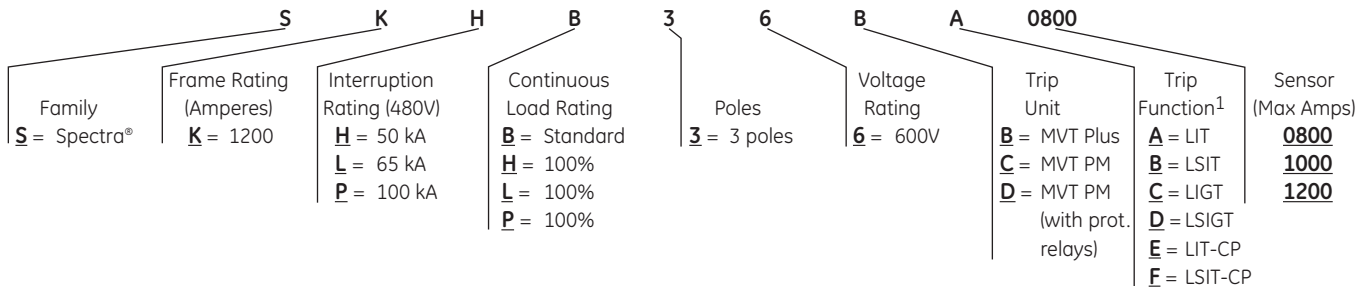 S K H B 3 6 B A 0800
Family
S = Spectra®
Frame Rating
(Amperes)
K = 1200
Interruption
Rating (480V)
H = 50 kA
L = 65 kA
P = 100 kA
Continuous
Load Rating
B = Standard
H = 100%
L = 100%
P = 100%
Poles
3 = 3 poles
Voltage
Rating
6 = 600V
Trip
Unit
B = MVT Plus
C = MVT PM
D = MVT PM
(with prot.
relays)
Trip
Function1
A = LIT
B = LSIT
C = LIGT
D = LSIGT
E = LIT-CP
F = LSIT-CP
Sensor
(Max Amps)
0800
1000
1200